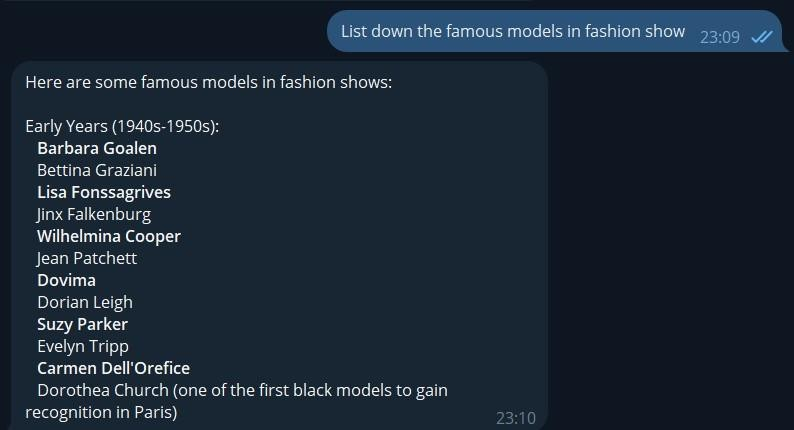 List down the famous models in fashion show 23:09
Here are some famous models in fashion shows:
Early Years (1940s-1950s):
Barbara Goalen
Bettina Graziani
Lisa Fonssagrives
Jinx Falkenburg
Wilhelmina Cooper
Jean Patchett
Dovima
Dorian Leigh
Suzy Parker
Evelyn Tripp
Carmen Dell'Orefice
Dorothea Church (one of the first black models to gain
recognition in Paris)
23:10